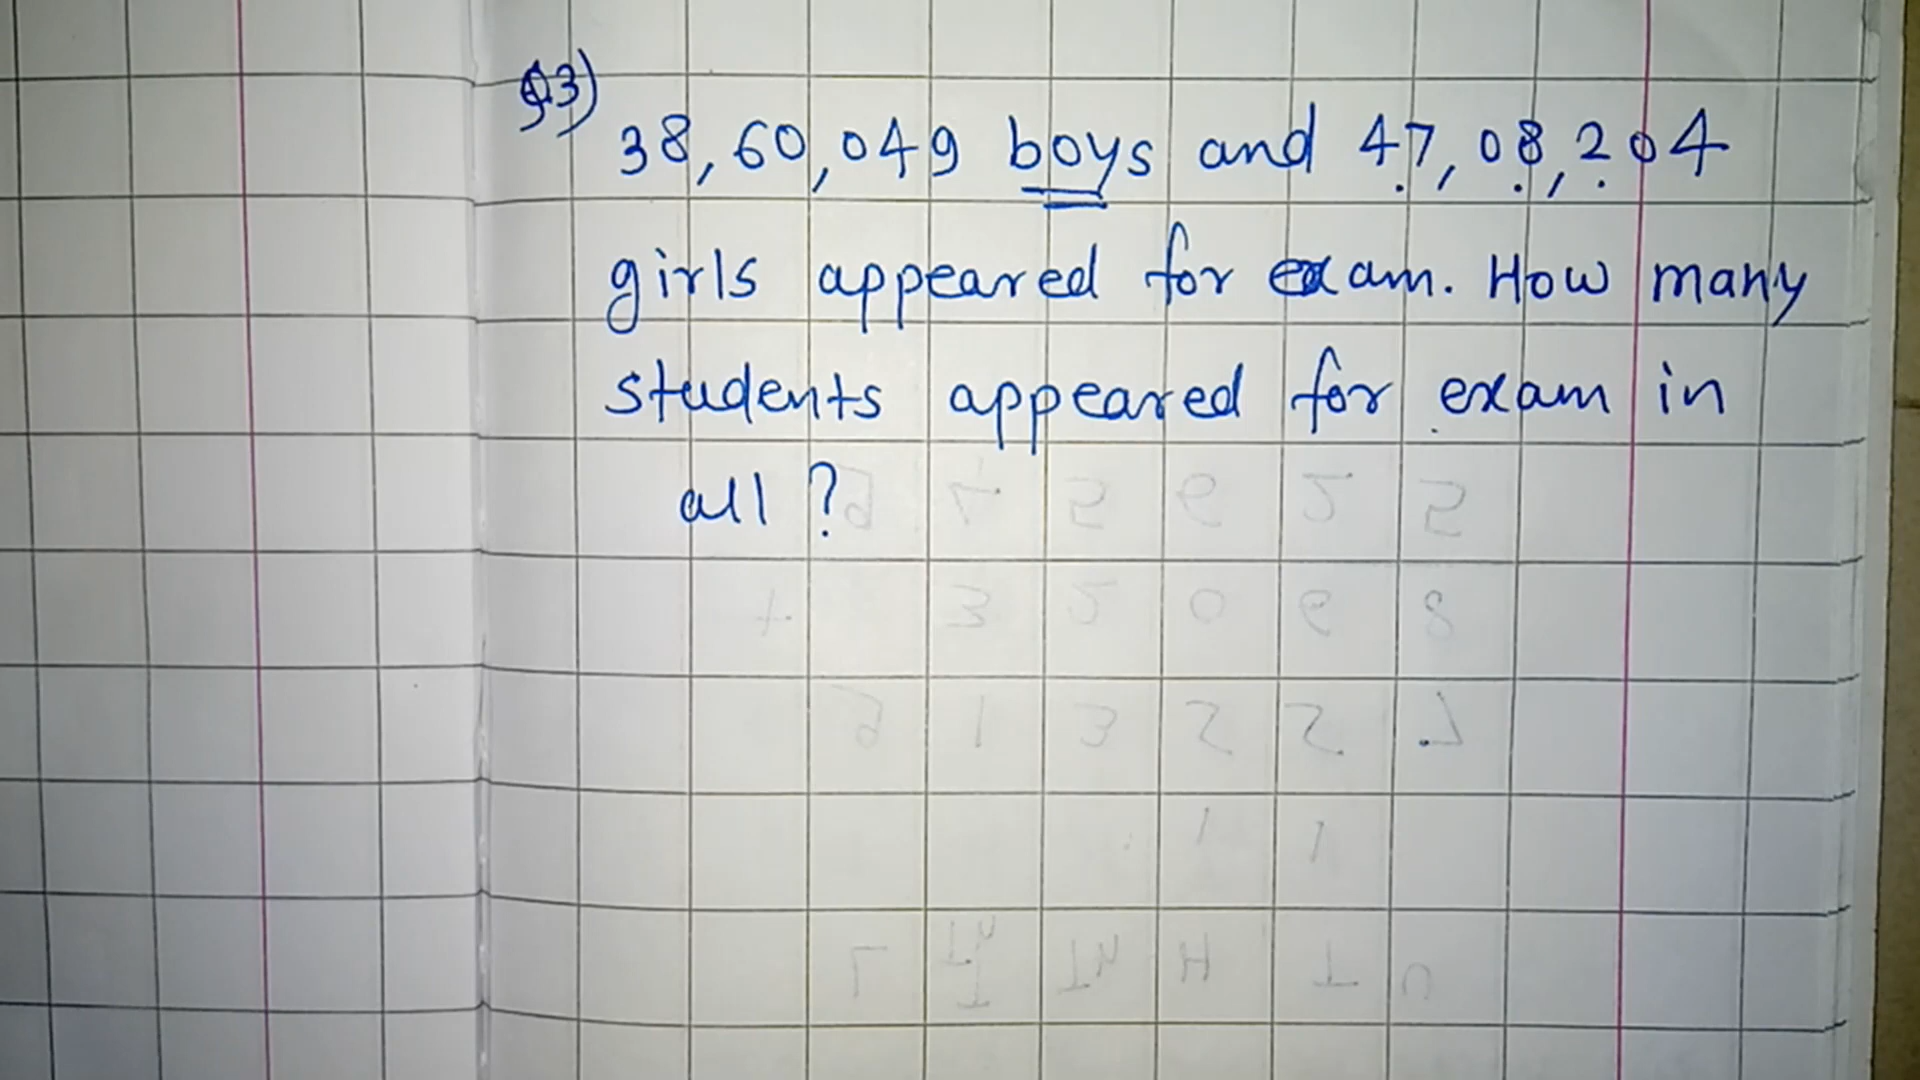 Q3)
38,60,049 boys and 47,08,204
girls appeared for exam. How many
students appeared for exam in
all ?